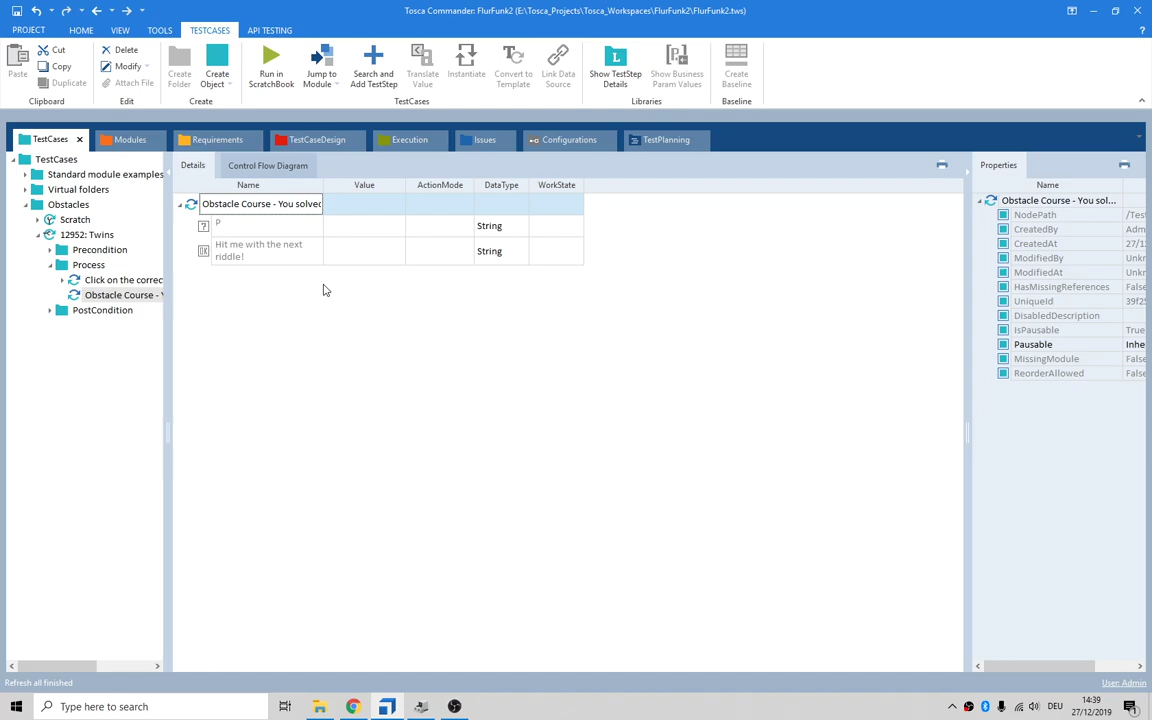 Tosca Commander: FlurFunk2 (E:\Tosca_Projects\Tosca_Workspaces\FlurFunk2\FlurFunk2.tws)
PROJECT HOME VIEW TOOLS TESTCASES API TESTING
?
Paste
Cut
Copy
Duplicate
Clipboard
Delete
Modify
Attach File
Edit
Create Folder
Create Object
Create
Run in ScratchBook
Jump to Module
Search and Add TestStep
Translate Value
Instantiate
Convert to Template
Link Data Source
TestCases
Show TestStep Details
Show Business Param Values
Libraries
Create Baseline
Baseline
TestCases
Modules
Requirements
TestCaseDesign
Execution
Issues
Configurations
TestPlanning
TestCases
Standard module examples
Virtual folders
Obstacles
Scratch
12952: Twins
Precondition
Process
Click on the correc
Obstacle Course - Y
PostCondition
Details
Control Flow Diagram
Name Value ActionMode DataType WorkState
Obstacle Course - You solved
P String
Hit me with the next
riddle!
String
Properties
Name
Obstacle Course - You sol...
NodePath /Test
CreatedBy Adm
CreatedAt 27/12
ModifiedBy Unkn
ModifiedAt Unkn
HasMissingReferences False
UniqueId 39f25
DisabledDescription
IsPausable True
Pausable Inhe
MissingModule False
ReorderAllowed False
Refresh all finished
User: Admin
Type here to search
DEU
14:39
27/12/2019